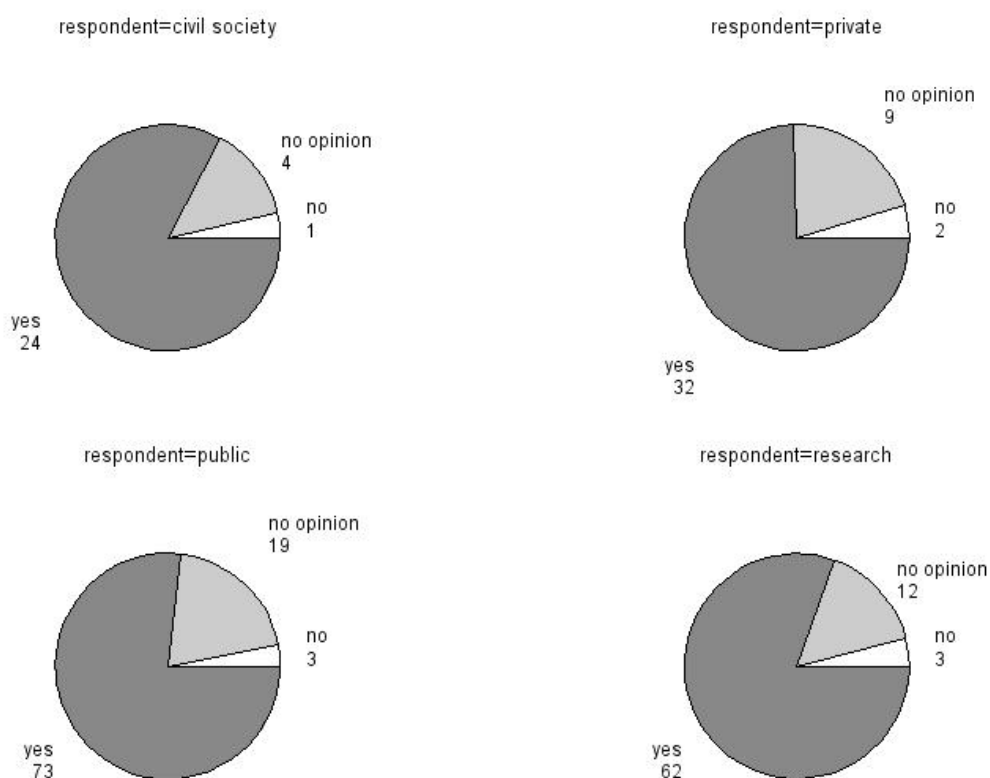 respondent=civil society
no opinion
4
no
1
yes
24
respondent=private
no opinion
9
no
2
yes
32
respondent=public
no opinion
19
no
3
yes
73
respondent=research
no opinion
12
no
3
yes
62